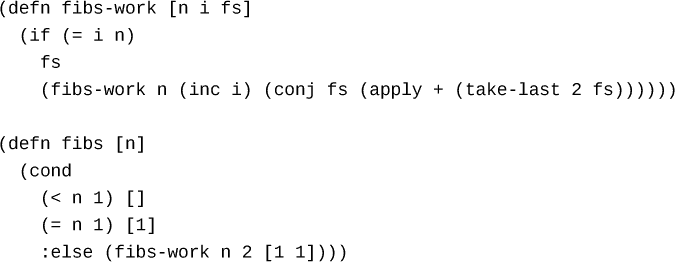 (defn fibs-work [n i fs]
  (if (= i n)
    fs
    (fibs-work n (inc i) (conj fs (apply + (take-last 2 fs))))))

(defn fibs [n]
  (cond
    (< n 1) []
    (= n 1) [1]
    :else (fibs-work n 2 [1 1])))